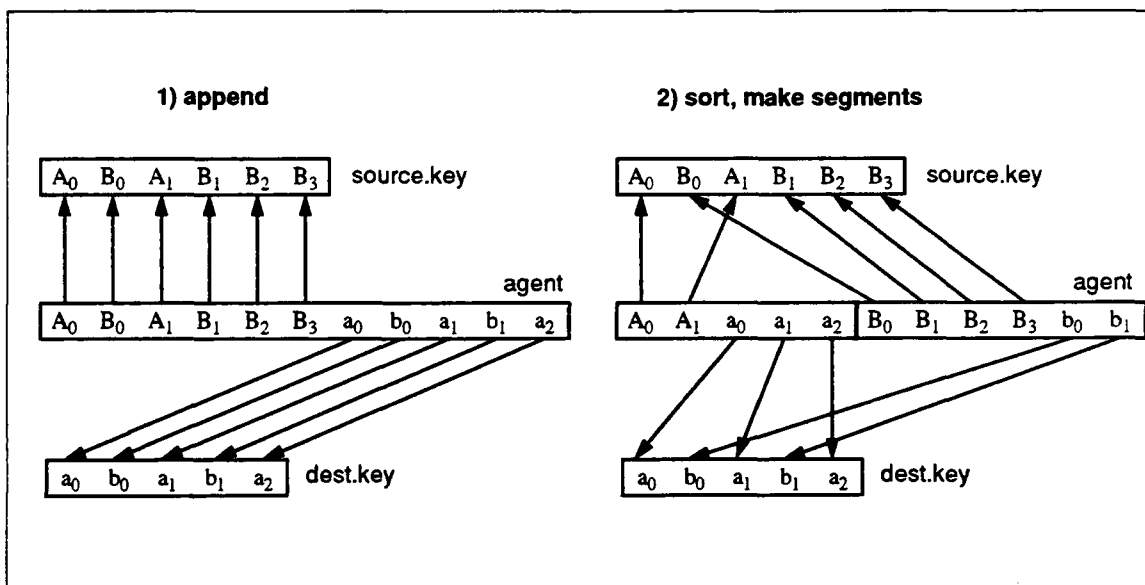 1) append
A₀ B₀ A₁ B₁ B₂ B₃ source.key
agent
A₀ B₀ A₁ B₁ B₂ B₃ a₀ b₀ a₁ b₁ a₂
a₀ b₀ a₁ b₁ a₂ dest.key
2) sort, make segments
A₀ B₀ A₁ B₁ B₂ B₃ source.key
agent
A₀ A₁ a₀ a₁ a₂ B₀ B₁ B₂ B₃ b₀ b₁
a₀ b₀ a₁ b₁ a₂ dest.key